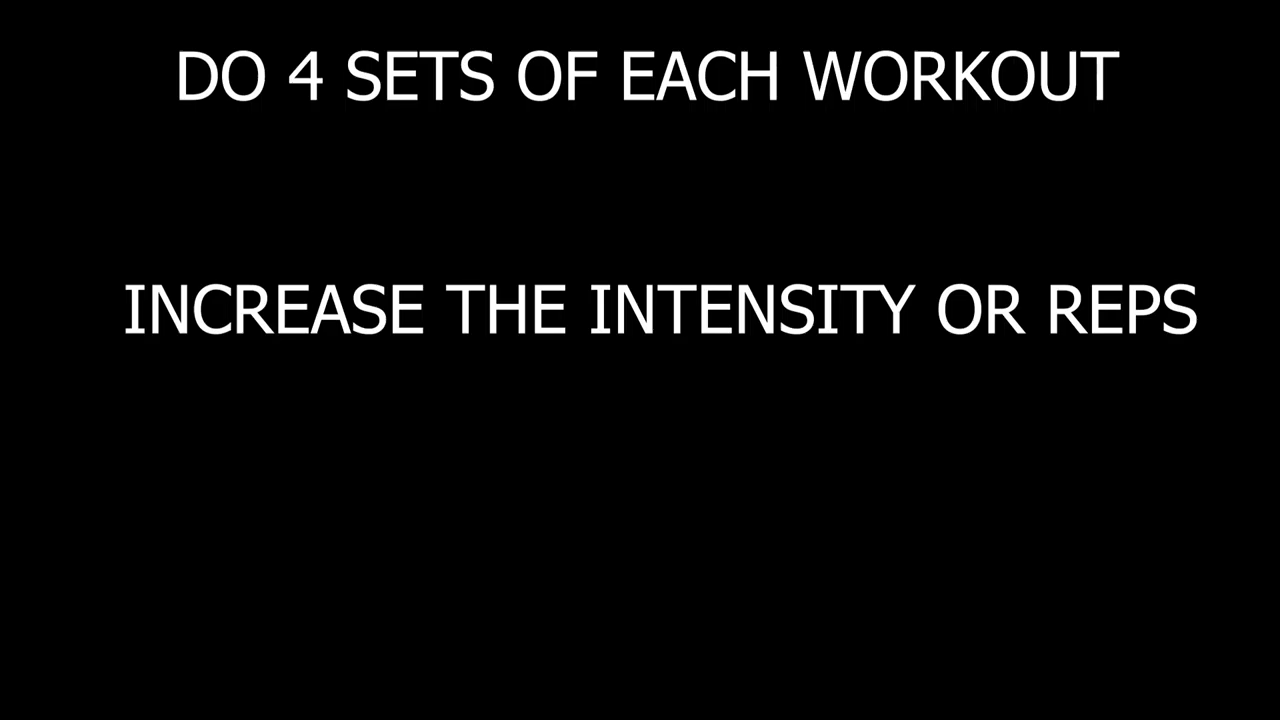 DO 4 SETS OF EACH WORKOUT
INCREASE THE INTENSITY OR REPS